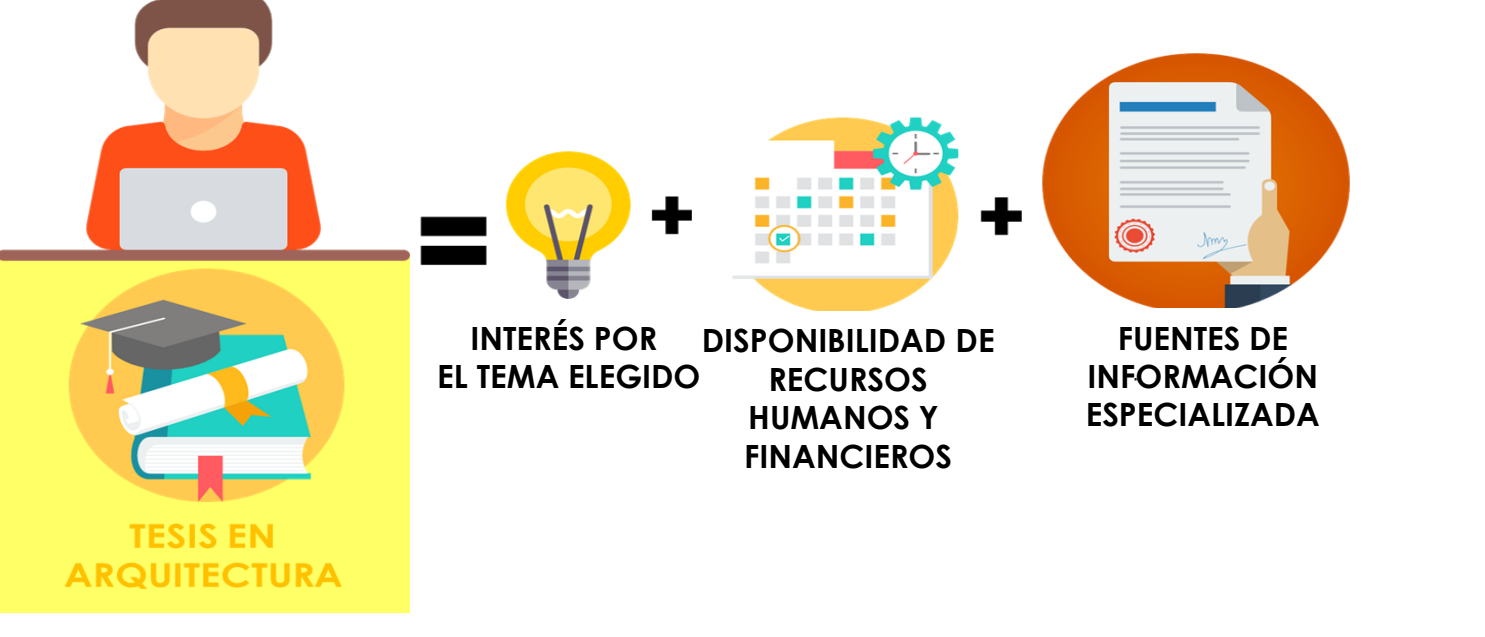 INTERÉS POR
EL TEMA ELEGIDO
DISPONIBILIDAD DE
RECURSOS
HUMANOS Y
FINANCIEROS
FUENTES DE
INFORMACIÓN
ESPECIALIZADA
TESIS EN
ARQUITECTURA